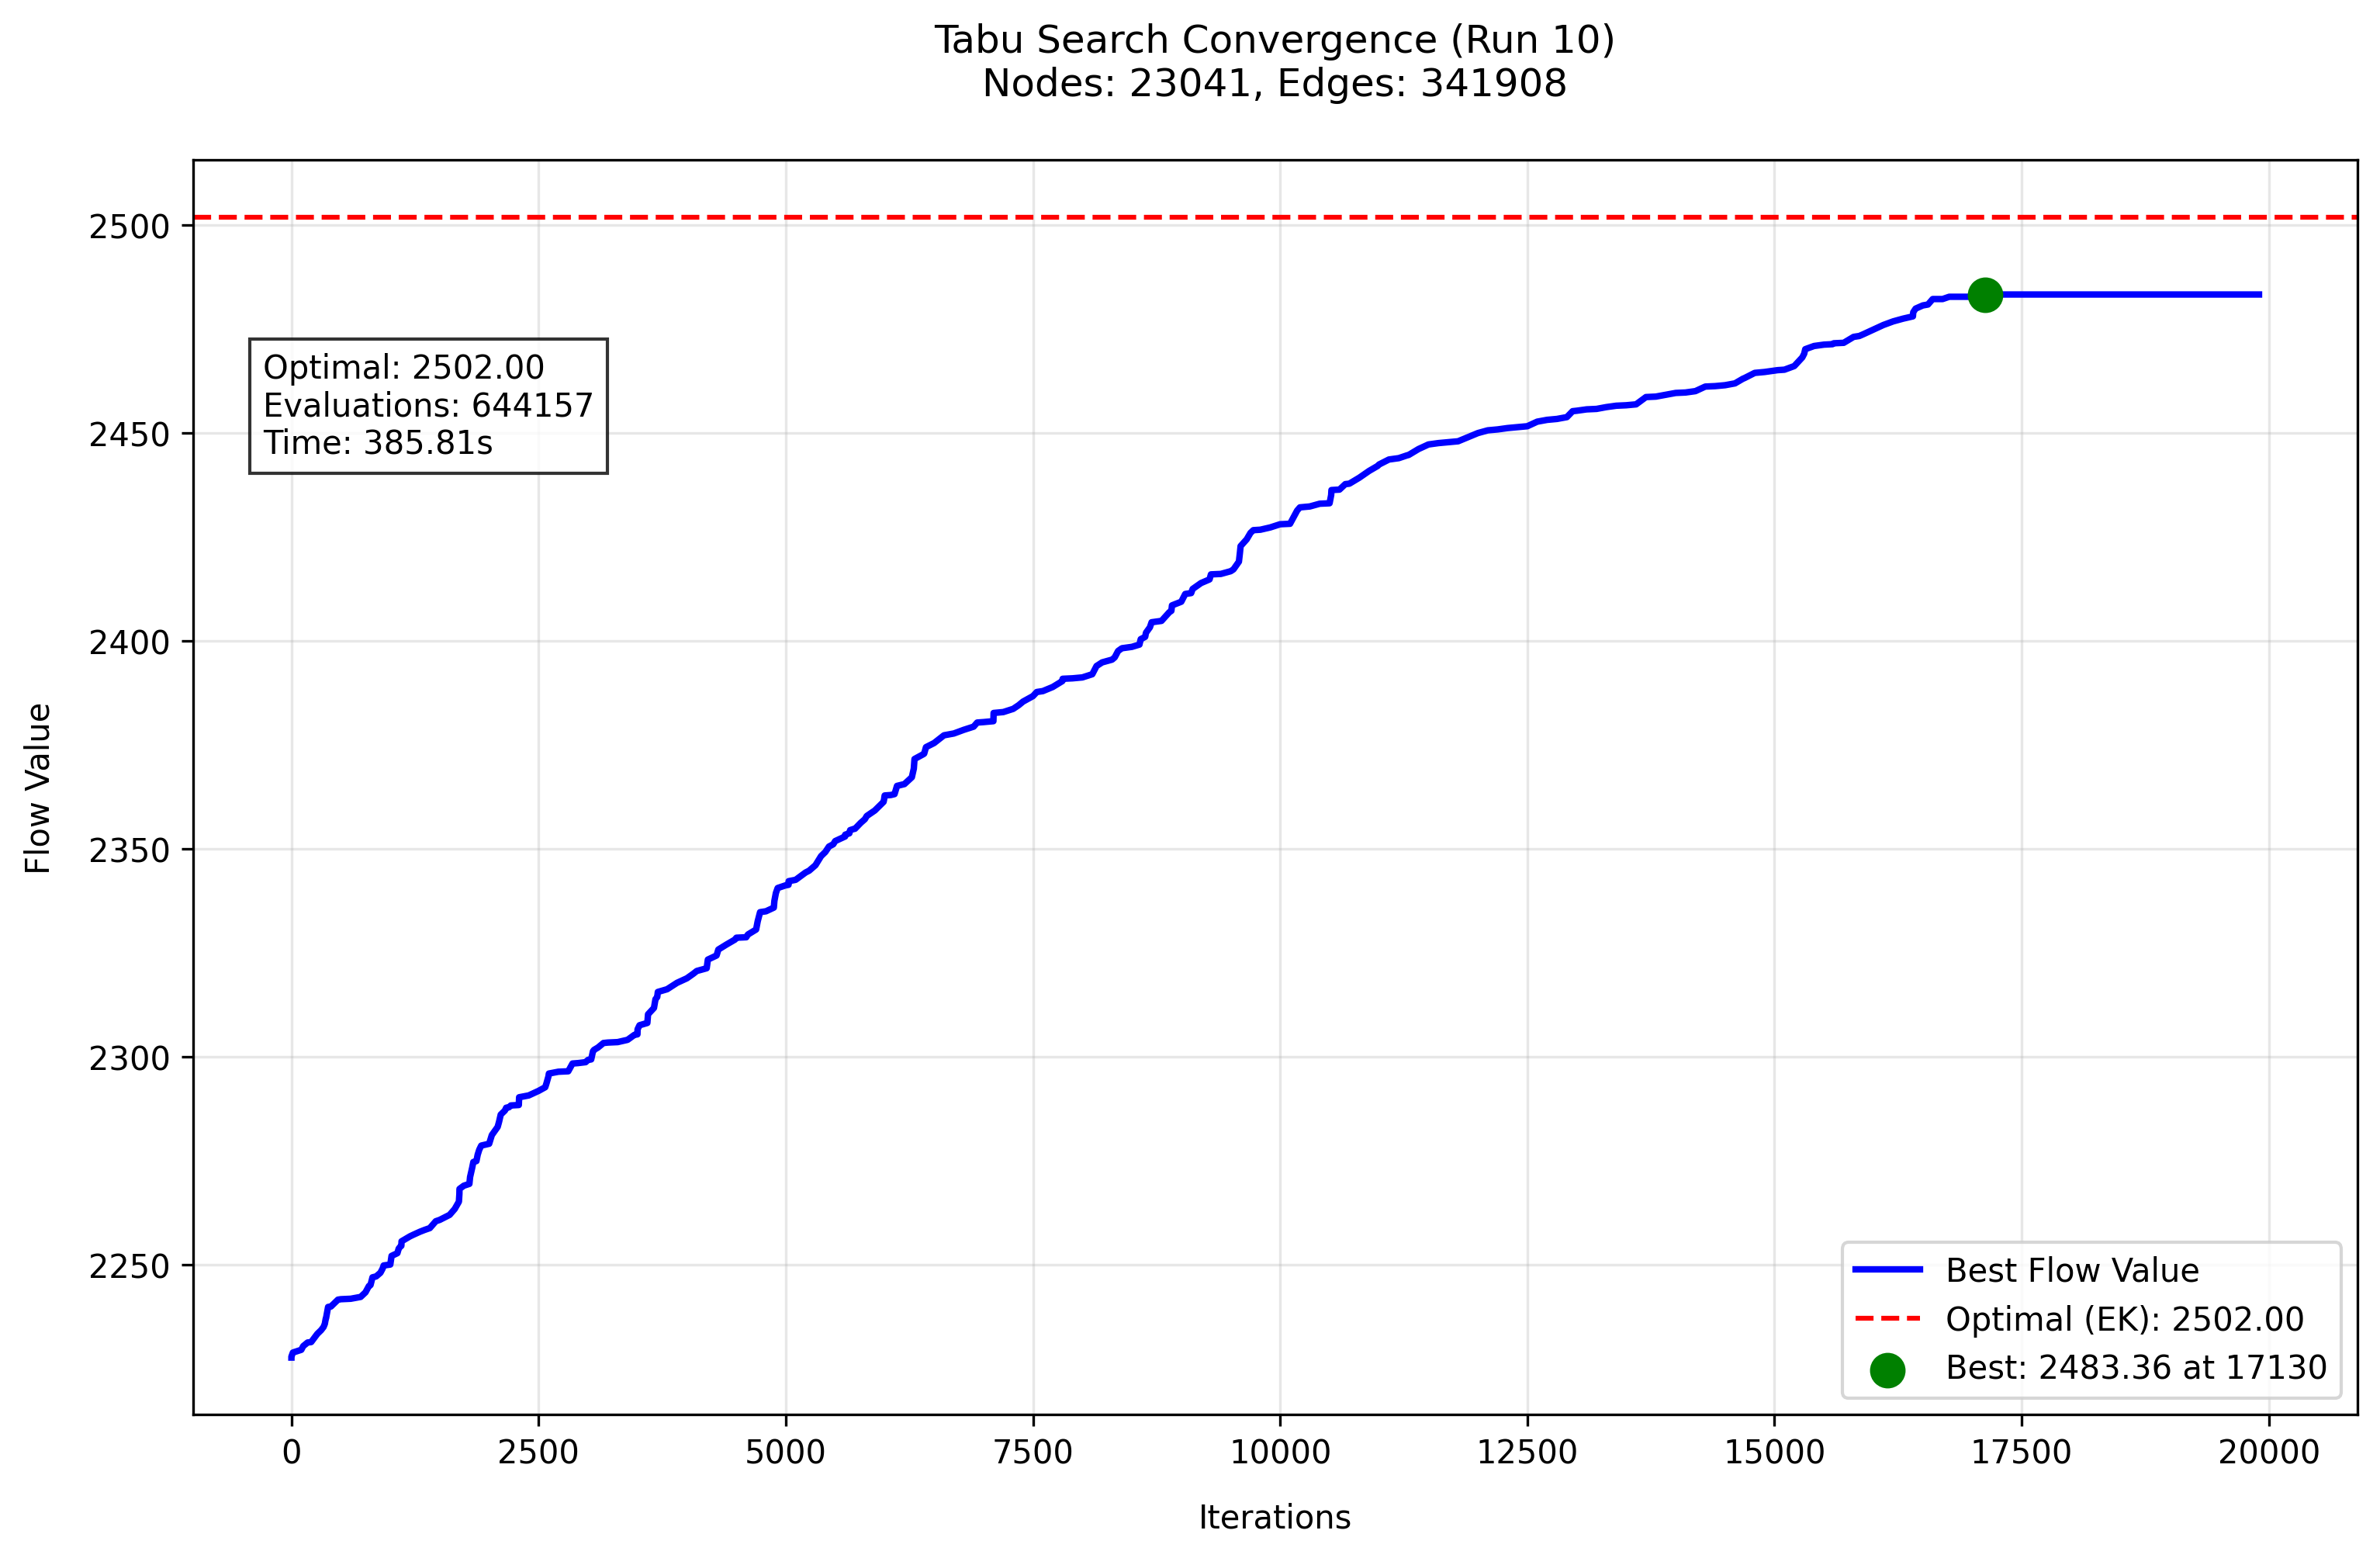 Tabu Search Convergence (Run 10)
Nodes: 23041, Edges: 341908
2500
2450
2400
2350
2300
2250
Flow Value
Optimal: 2502.00
Evaluations: 644157
Time: 385.81s
Best Flow Value
Optimal (EK): 2502.00
Best: 2483.36 at 17130
0 2500 5000 7500 10000 12500 15000 17500 20000
Iterations